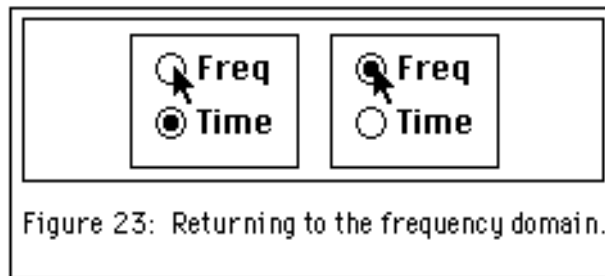 Freq Freq
Time Time
Figure 23: Returning to the frequency domain.